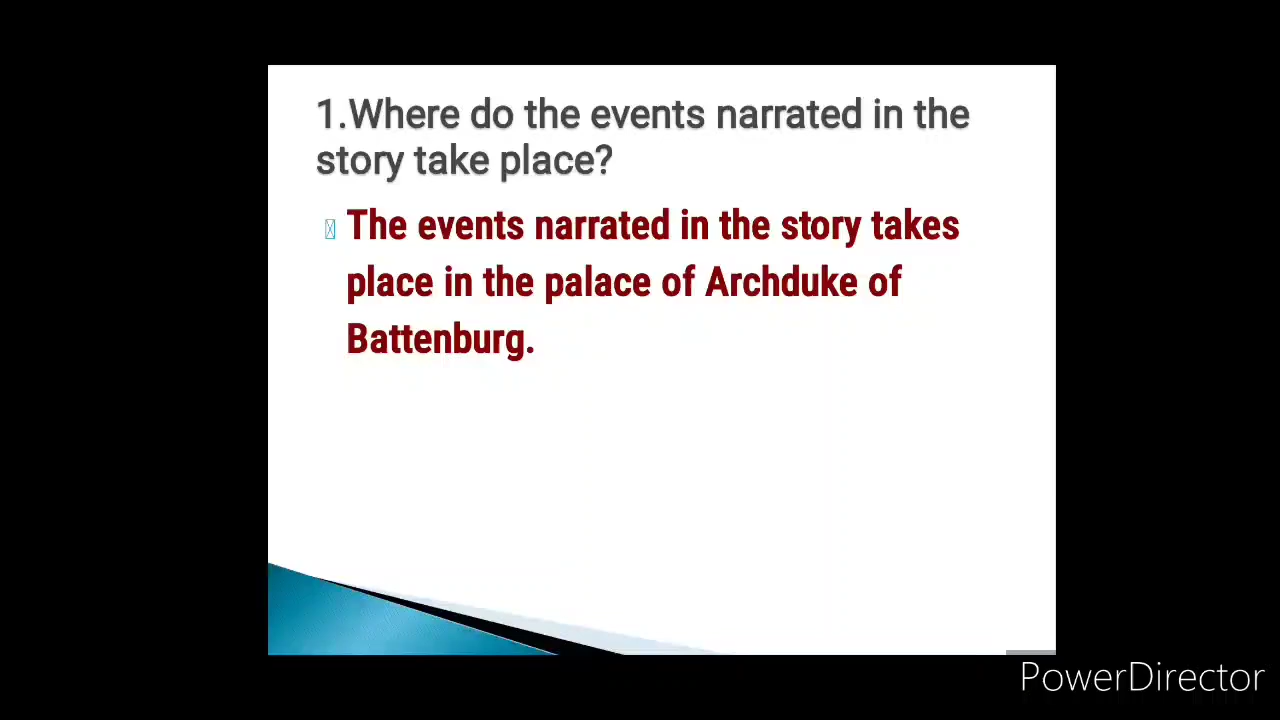 1.Where do the events narrated in the
story take place?
The events narrated in the story takes
place in the palace of Archduke of
Battenburg.
PowerDirector